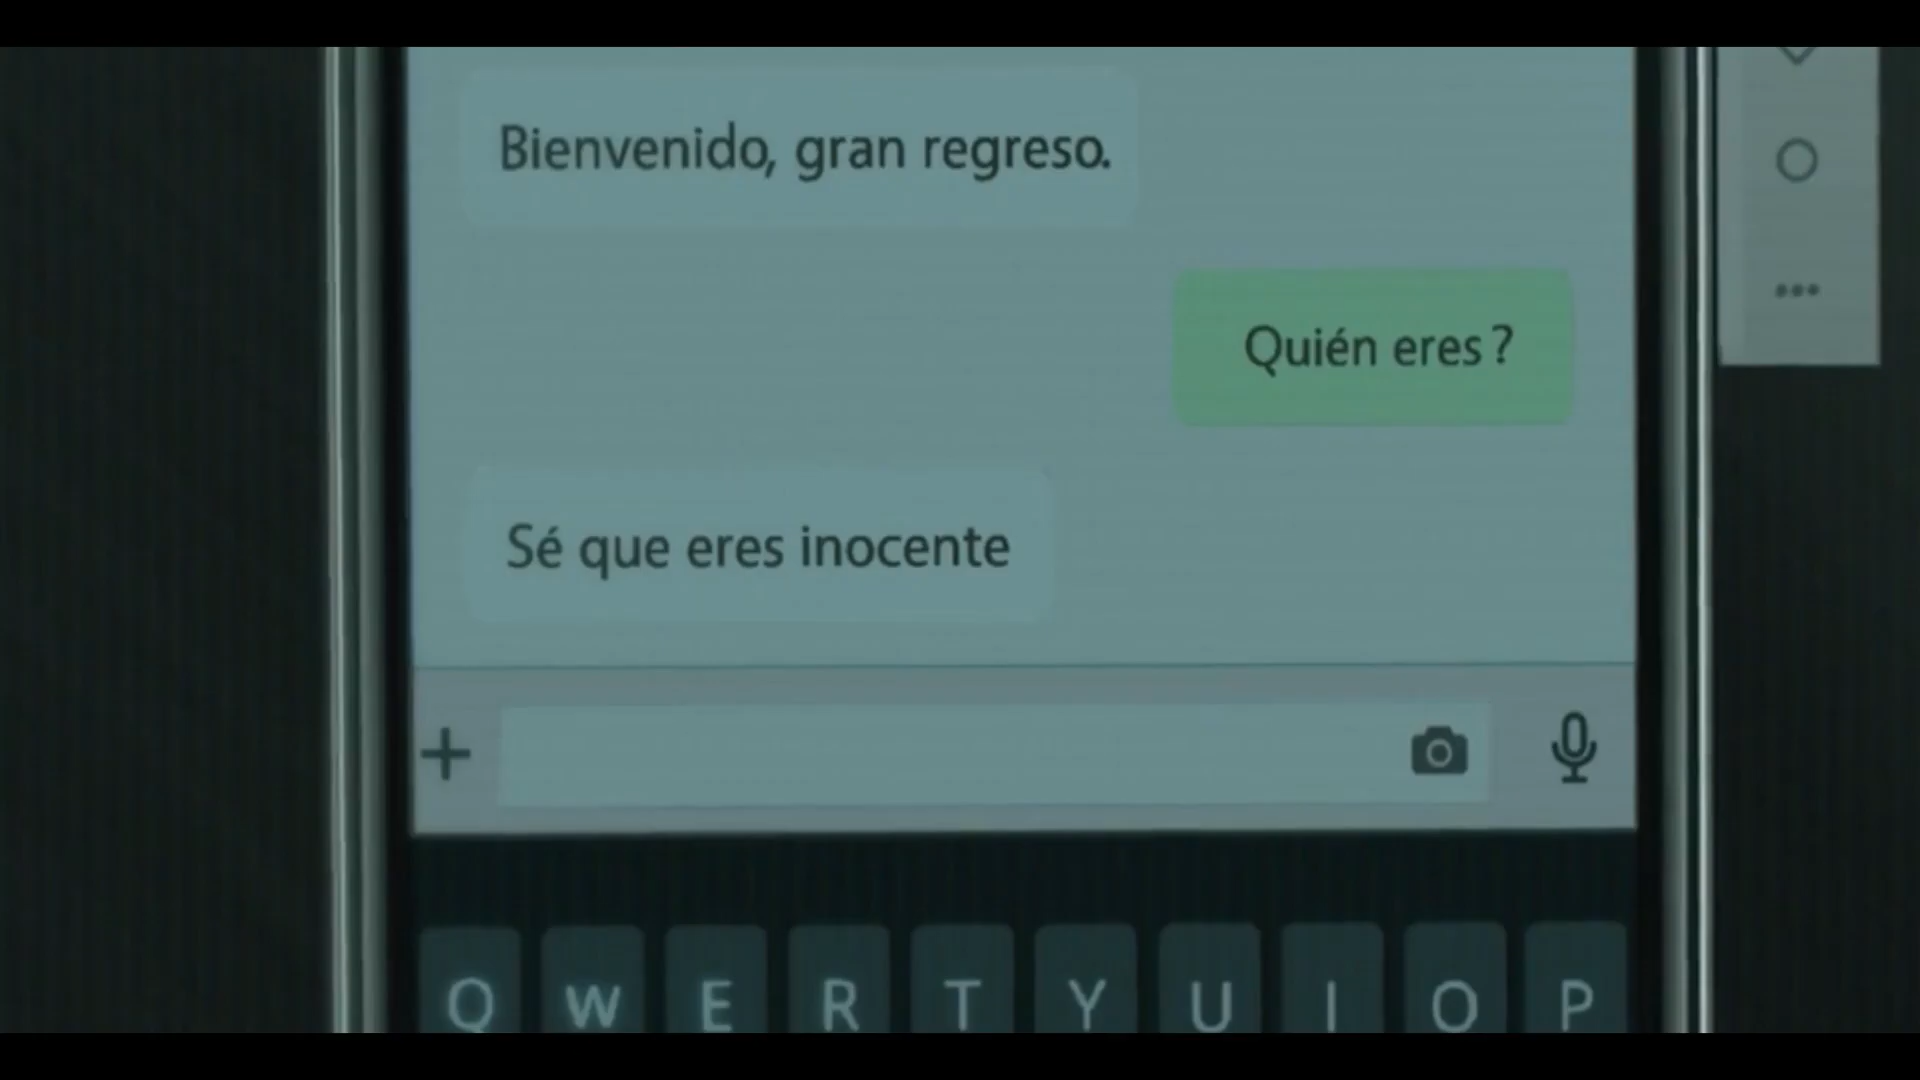 Bienvenido, gran regreso.
Quién eres ?
Sé que eres inocente
Q W E R T Y U I O P